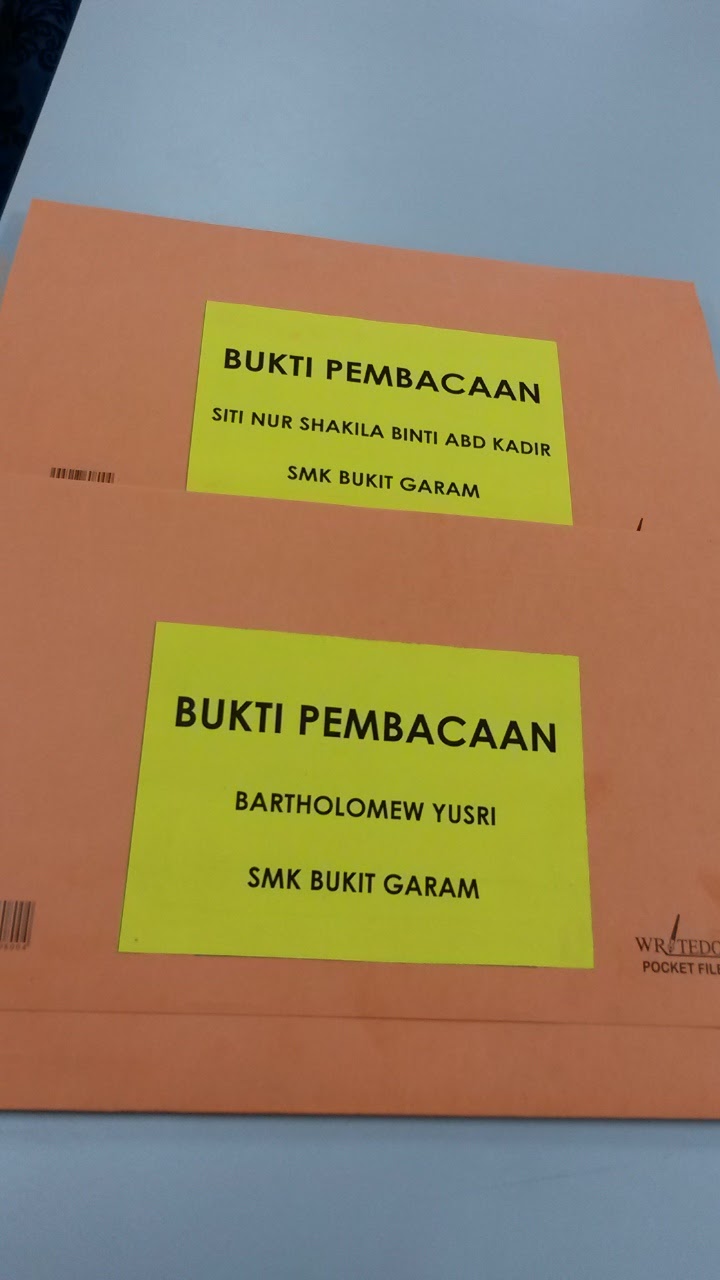 BUKTI PEMBACAAN
SITI NUR SHAKILA BINTI ABD KADIR
SMK BUKIT GARAM
BUKTI PEMBACAAN
BARTHOLOMEW YUSRI
SMK BUKIT GARAM
POCKET FILE